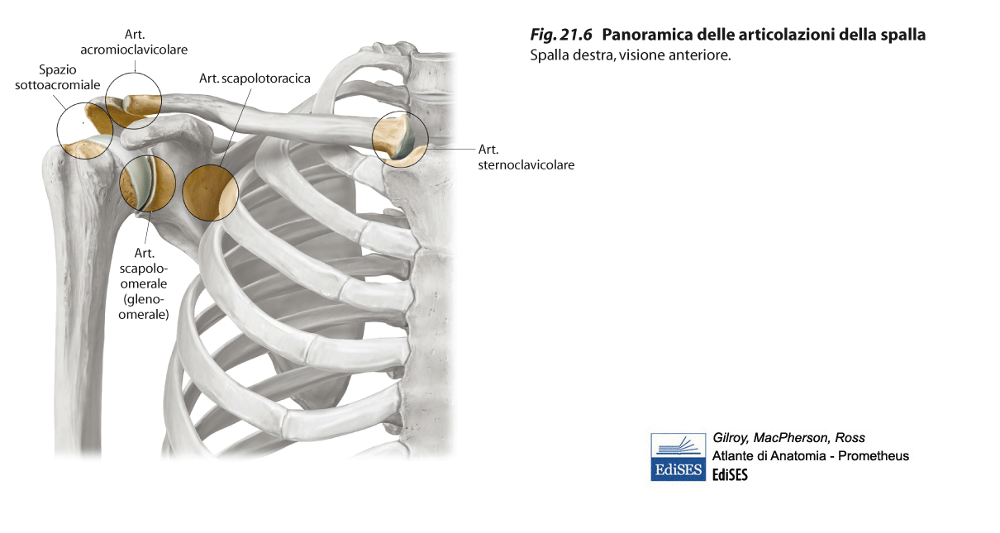 Fig. 21.6 Panoramica delle articolazioni della spalla
Spalla destra, visione anteriore.
Art.
acromioclavicolare
Spazio
sottoacromiale
Art. scapolotoracica
Art.
sternoclavicolare
Art.
scapolo-
omerale
(gleno-
omerale)
Gilroy, MacPherson, Ross
Atlante di Anatomia - Prometheus
EdiSES
EdiSES